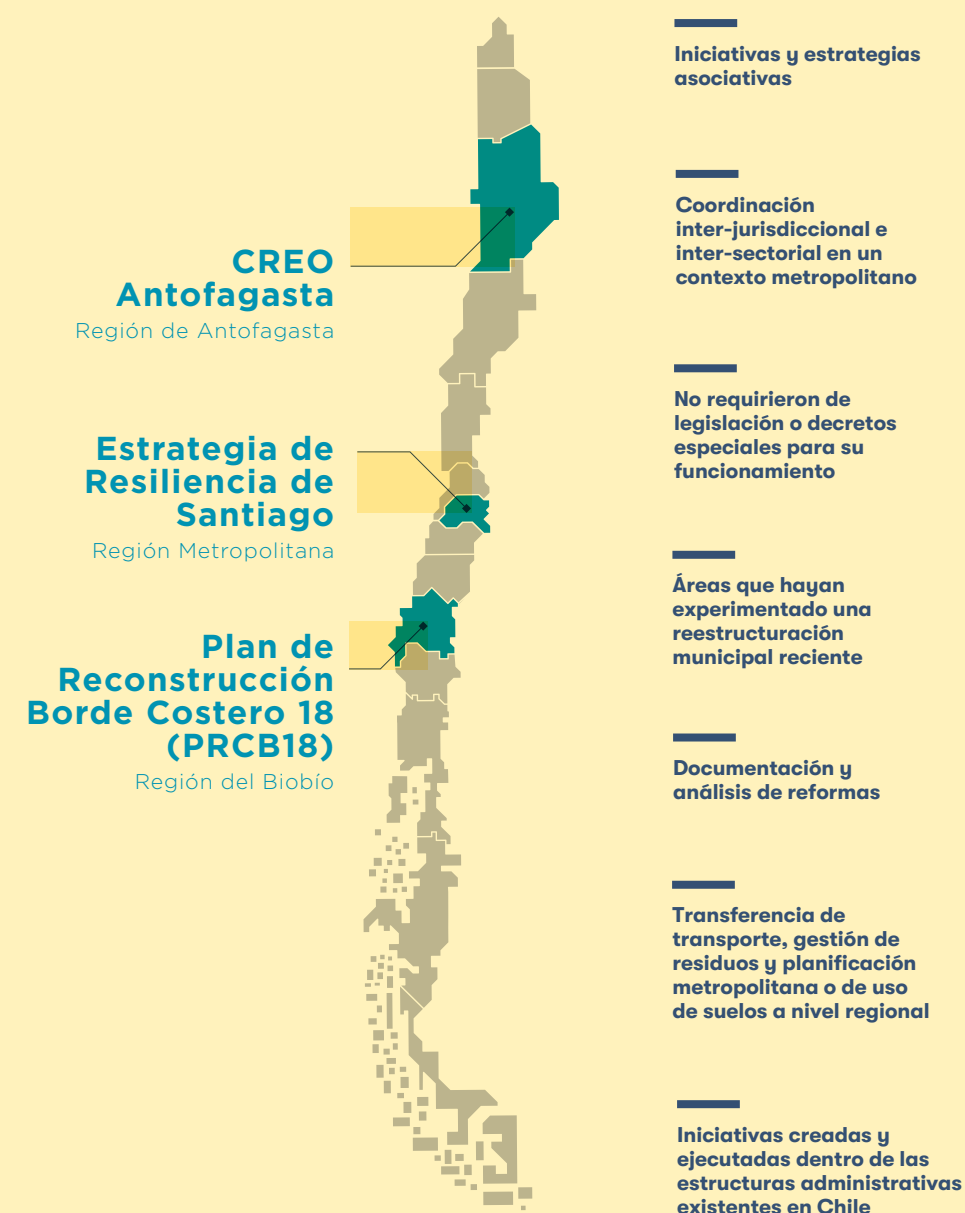 CREO
Antofagasta
Región de Antofagasta
Estrategia de
Resiliencia de
Santiago
Región Metropolitana
Plan de
Reconstrucción
Borde Costero 18
(PRCB18)
Región del Biobío
Iniciativas y estrategias
asociativas
Coordinación
inter-jurisdiccional e
inter-sectorial en un
contexto metropolitano
No requirieron de
legislación o decretos
especiales para su
funcionamiento
Áreas que hayan
experimentado una
reestructuración
municipal reciente
Documentación y
análisis de reformas
Transferencia de
transporte, gestión de
residuos y planificación
metropolitana o de uso
de suelos a nivel regional
Iniciativas creadas y
ejecutadas dentro de las
estructuras administrativas
existentes en Chile